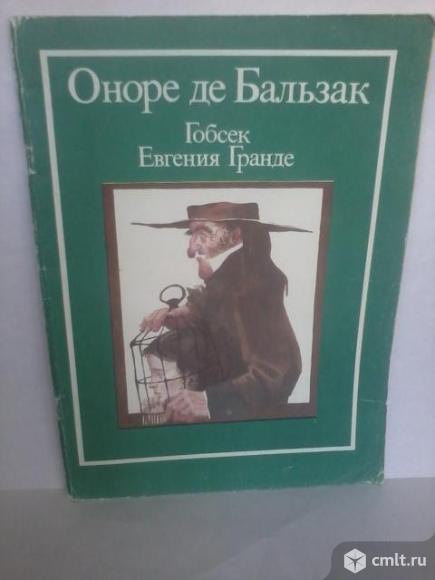 Оноре де Бальзак
Гобсек
Евгения Гранде
cmlt.ru